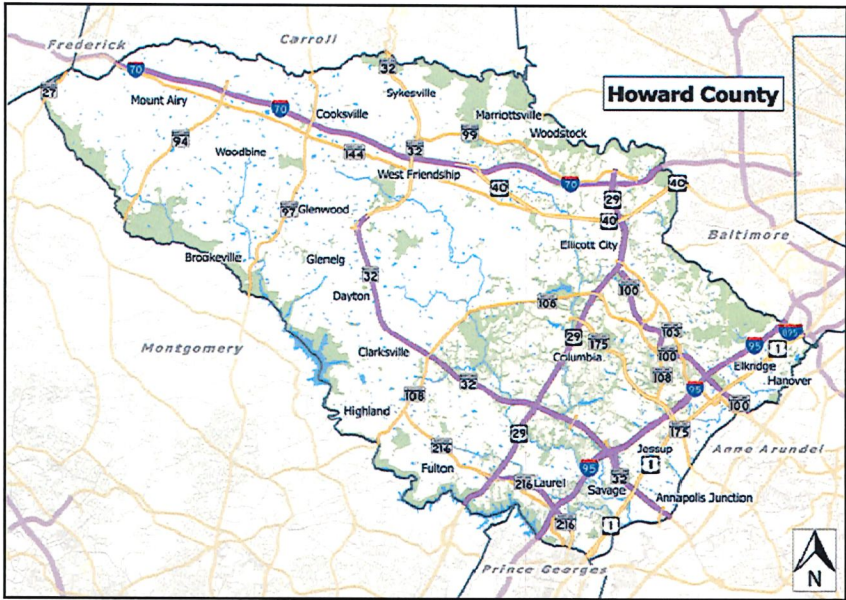 Carroll
Frederick
70
32
27
Mount Airy
Sykesville
Howard County
70
Cooksville
Marriottsville
99
Woodstock
94
Woodbine
144
32
West Friendship
40
70
40
29
97
Glenwood
40
Baltimore
Ellicott City
Brookeville
Glenelg
32
Dayton
100
106
103
895
95
29
175
1
Montgomery
Columbia
100
Clarksville
Elkridge
32
108
95
Hanover
108
100
Highland
29
175
216
Jessup
Anne Arundel
Fulton
95
1
216
Laurel
32
Savage
Annapolis Junction
216
1
N
Prince Georges